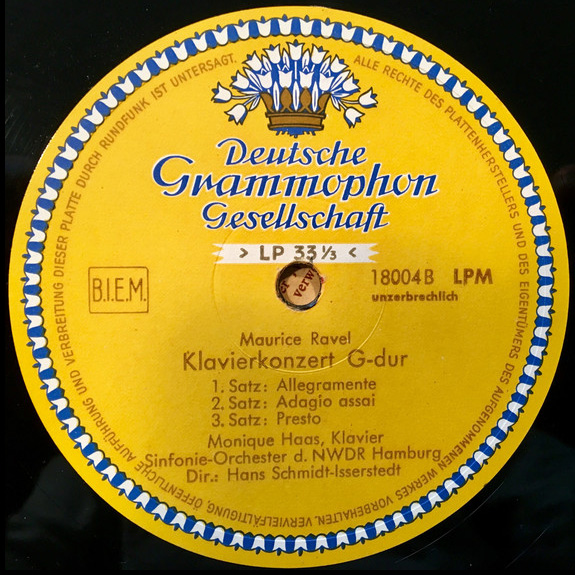 Deutsche
Grammophon
Gesellschaft
> LP 33 1/3 <
B.I.E.M.
18004 B LPM
unzerbrechlich
Maurice Ravel
Klavierkonzert G-dur
1. Satz: Allegramente
2. Satz: Adagio assai
3. Satz: Presto
Monique Haas, Klavier
Sinfonie-Orchester d. NWDR Hamburg
Dir.: Hans Schmidt-Isserstedt
ALLE RECHTE DES PLATTENHERSTELLERS UND DES EIGENTÜMERS DES AUFGENOMMENEN WERKES VORBEHALTEN. VERVIELFÄLTIGUNG, ÖFFENTLICHE AUFFÜHRUNG UND VERBREITUNG DIESER PLATTE DURCH RUNDFUNK IST UNTERSAGT.